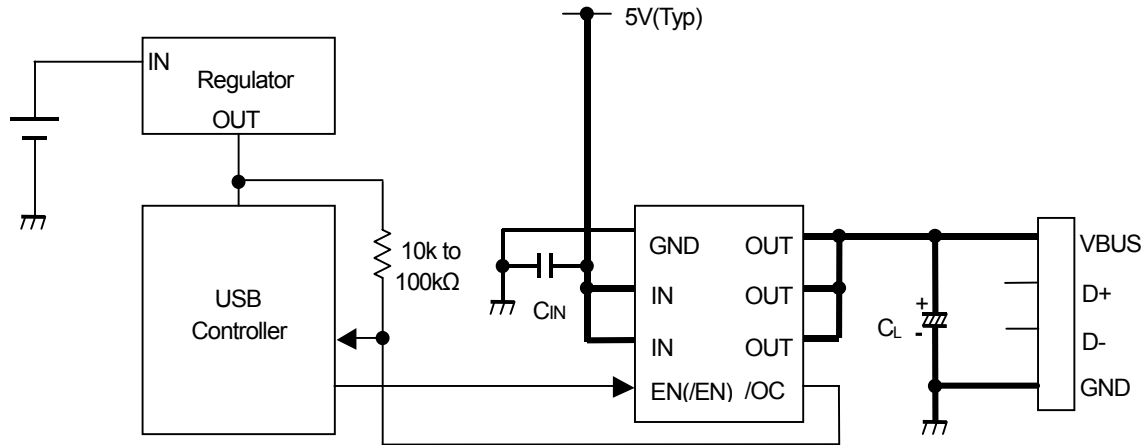 5V(Typ)
IN
Regulator
OUT
10k to
100kΩ
USB
Controller
CIN
GND
IN
IN
EN(/EN)
OUT
OUT
OUT
/OC
+
CL
-
VBUS
D+
D-
GND